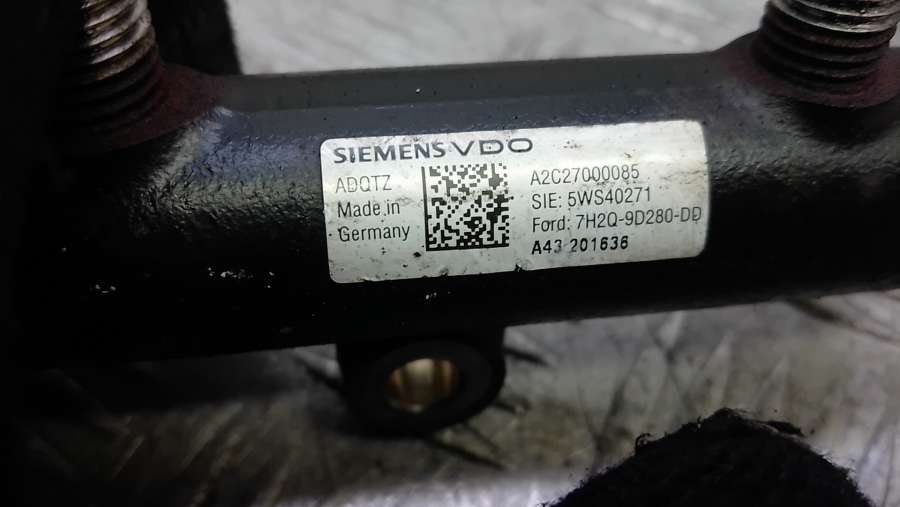 SIEMENS VDO
ADQTZ
Made in
Germany
A2C27000085
SIE: 5WS40271
Ford: 7H2Q-9D280-DD
A43 201636